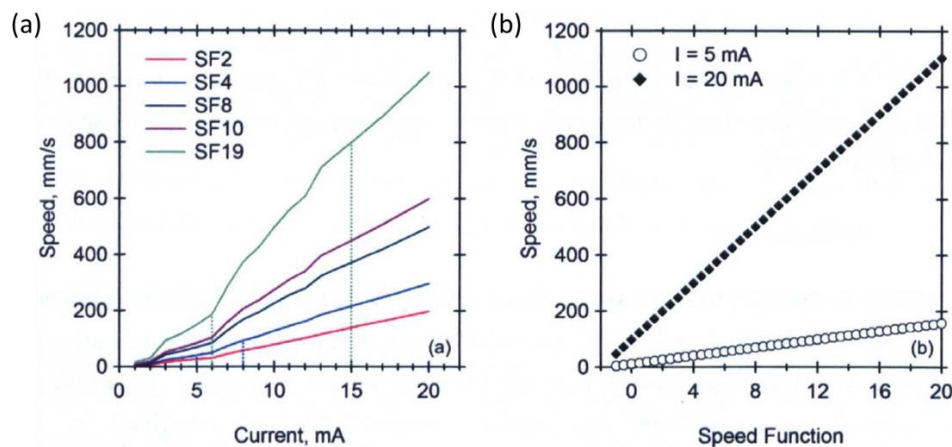 (a)
1200
1000
800
600
400
200
0
Speed, mm/s
SF2
SF4
SF8
SF10
SF19
(a)
0 5 10 15 20
Current, mA
(b)
1200
1000
800
600
400
200
0
Speed, mm/s
I = 5 mA
I = 20 mA
(b)
0 4 8 12 16 20
Speed Function